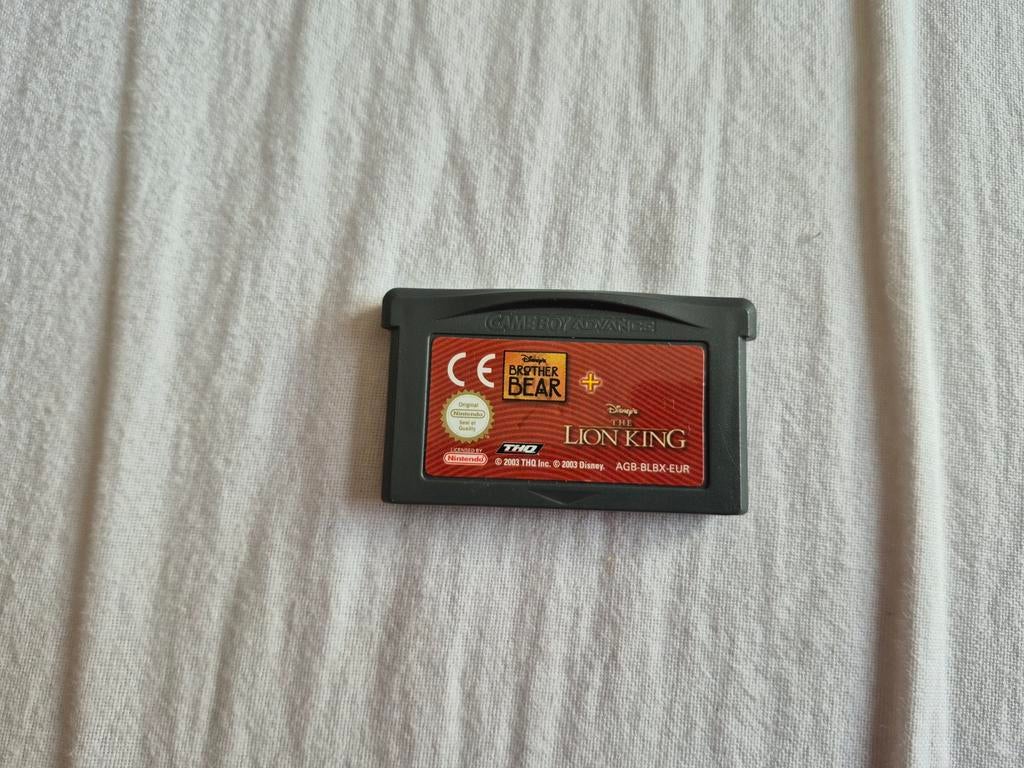 GAME BOY ADVANCE
CE
Disney's
BROTHER
BEAR
+
Original
Nintendo
Seal of
Quality
Disney's
THE
LION KING
LICENSED BY
Nintendo
THQ
© 2003 THQ Inc. © 2003 Disney.
AGB-BLBX-EUR